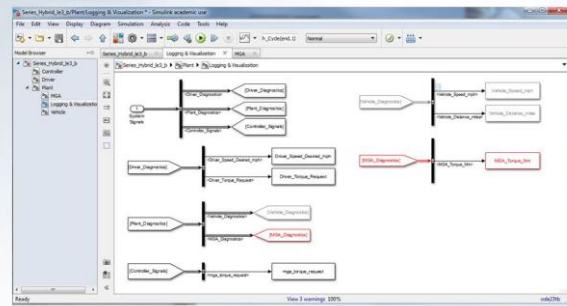 Series_Hybrid_le3_b/Plant/Logging & Visualization * - Simulink academic use
File Edit View Display Diagram Simulation Analysis Code Tools Help
Normal
Model Browser
Series_Hybrid_le3_b
Logging & Visualization
MGA
Series_Hybrid_le3_b
Plant
Logging & Visualization
Series_Hybrid_le3_b
Controller
Driver
Plant
MGA
Logging & Visualizatio
Vehicle
1
System
Signals
<Driver_Diagnostics>
[Driver_Diagnostics]
<Plant_Diagnostics>
[Plant_Diagnostics]
<Controller_Signals>
[Controller_Signals]
[Vehicle_Diagnostics]
<Vehicle_Speed_mph>
Vehicle_Speed_mph
<Vehicle_Distance_miles>
Vehicle_Distance_miles
[MGA_Diagnostics]
<MGA_Torque_Nm>
MGA_Torque_Nm
[Driver_Diagnostics]
<Driver_Speed_Desired_mph>
Driver_Speed_Desired_mph
<Driver_Torque_Request>
Driver_Torque_Request
[Plant_Diagnostics]
<Vehicle_Diagnostics>
[Vehicle_Diagnostics]
<MGA_Diagnostics>
[MGA_Diagnostics]
[Controller_Signals]
<mga_torque_request>
mga_torque_request
Ready
View 3 warnings 100%
ode23tb